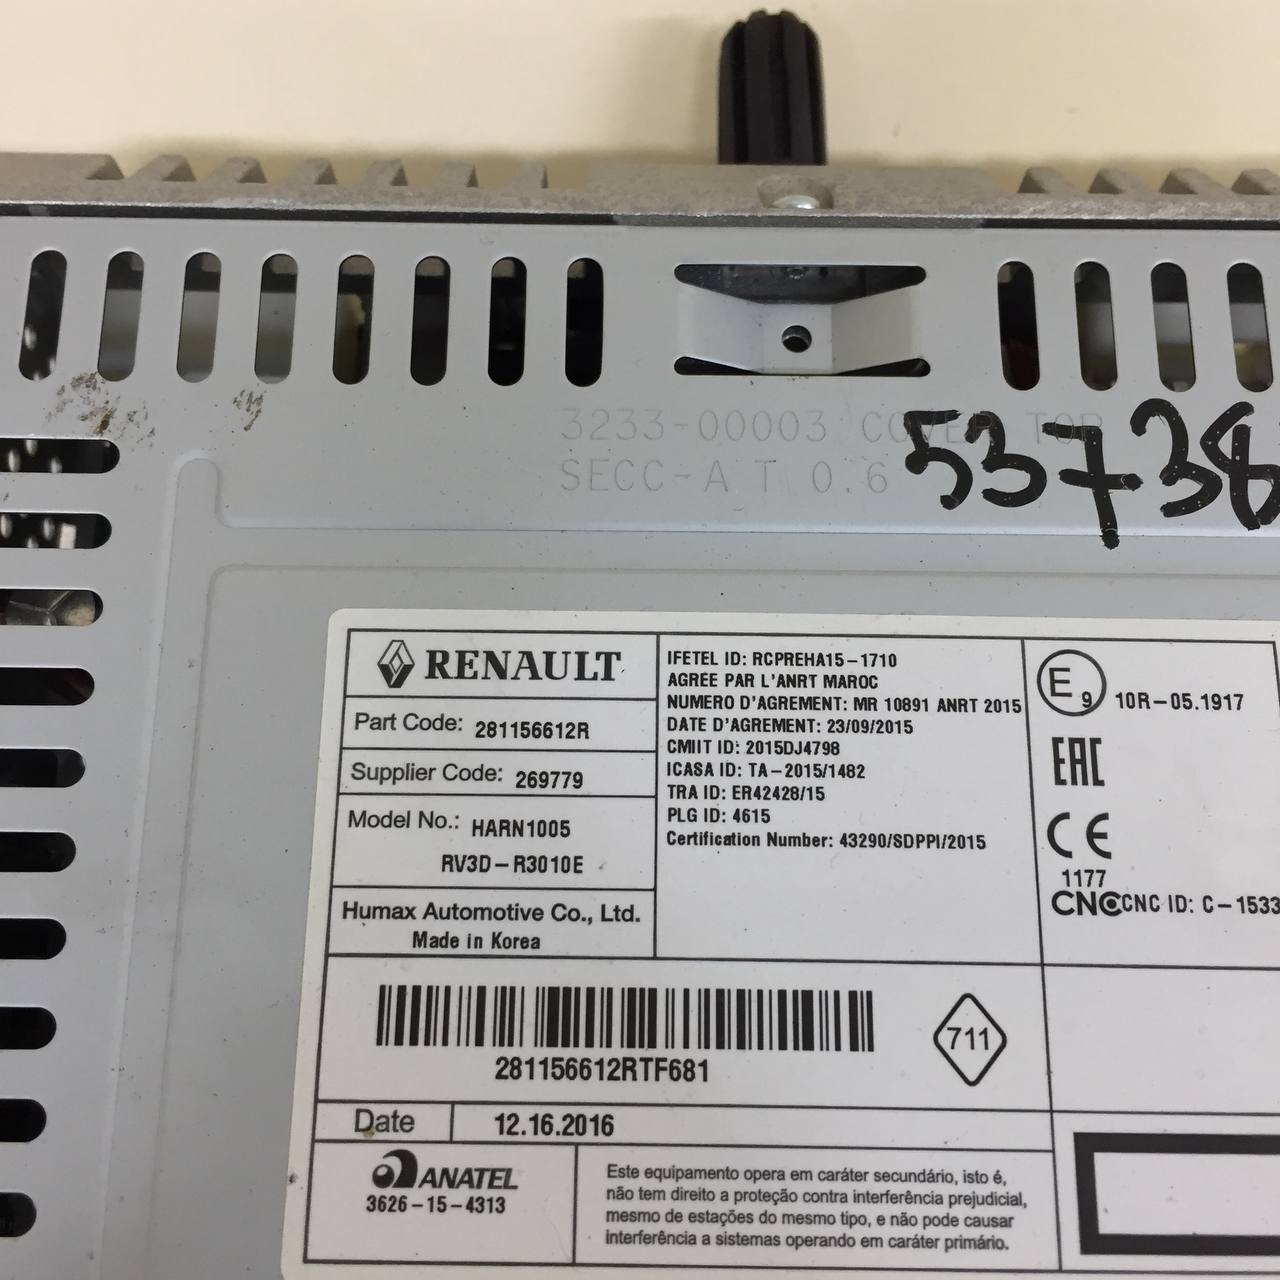 3233-00003 COVER TOP
SECC-A T 0.6
53738
RENAULT
Part Code: 281156612R
Supplier Code: 269779
Model No.: HARN1005
RV3D-R3010E
Humax Automotive Co., Ltd.
Made in Korea
IFETEL ID: RCPREHA15-1710
AGREE PAR L'ANRT MAROC
NUMERO D'AGREMENT: MR 10891 ANRT 2015
DATE D'AGREMENT: 23/09/2015
CMIIT ID: 2015DJ4798
ICASA ID: TA-2015/1482
TRA ID: ER42428/15
PLG ID: 4615
Certification Number: 43290/SDPPI/2015
E9 10R-05.1917
EAC
CE
1177
CNC CNC ID: C-1533
281156612RTF681
711
Date 12.16.2016
ANATEL
3626-15-4313
Este equipamento opera em caráter secundário, isto é,
não tem direito a proteção contra interferência prejudicial,
mesmo de estações do mesmo tipo, e não pode causar
interferência a sistemas operando em caráter primário.